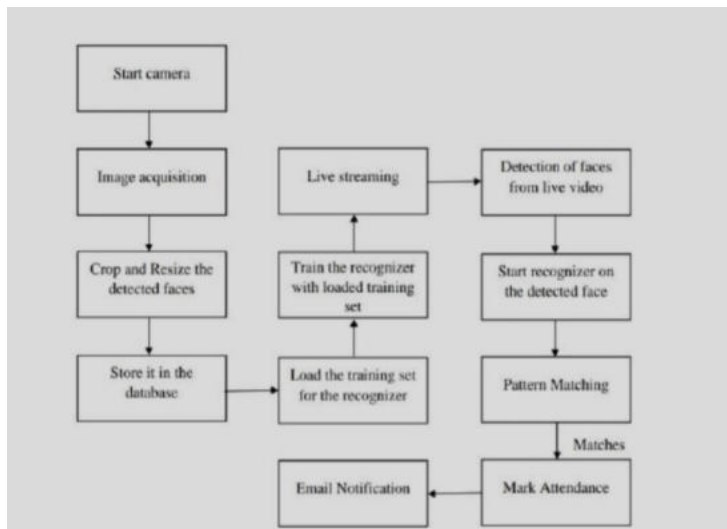 Start camera
Image acquisition
Crop and Resize the
detected faces
Store it in the
database
Load the training set
for the recognizer
Train the recognizer
with loaded training
set
Live streaming
Detection of faces
from live video
Start recognizer on
the detected face
Pattern Matching
Matches
Mark Attendance
Email Notification